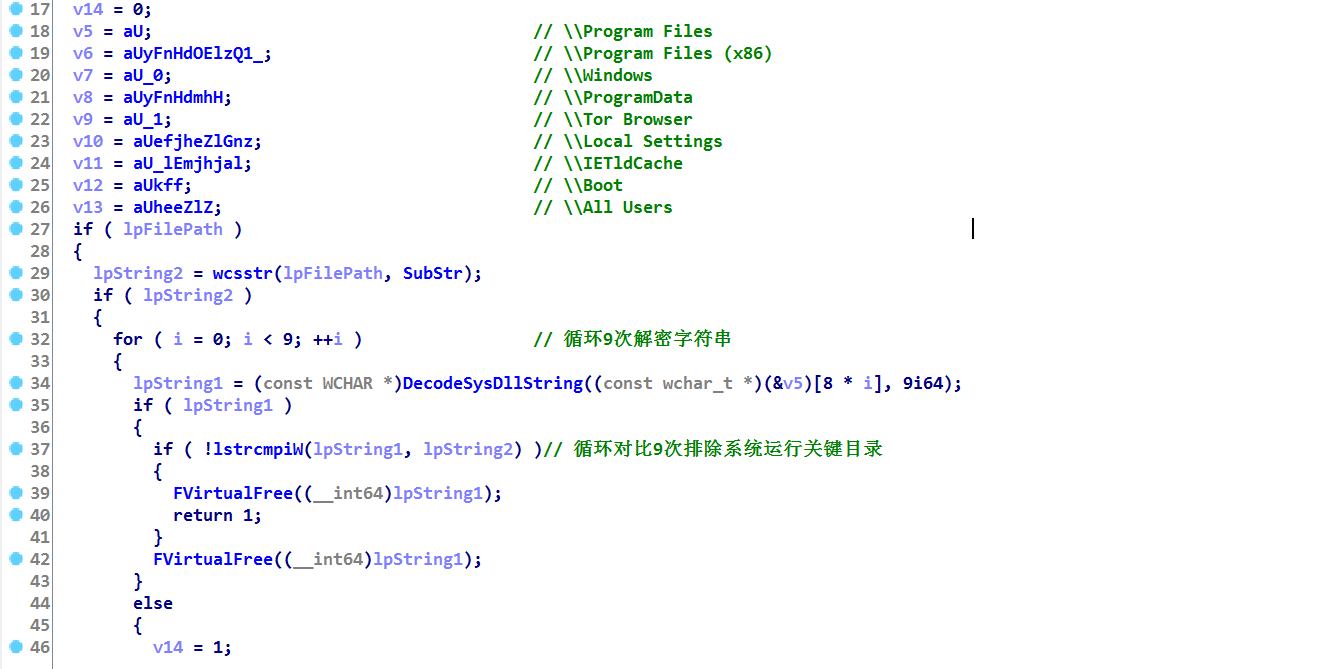 17 v14 = 0;
18 v5 = aU; // \\Program Files
19 v6 = aUyFnHdOElzQ1_; // \\Program Files (x86)
20 v7 = aU_0; // \\Windows
21 v8 = aUyFnHdmhH; // \\ProgramData
22 v9 = aU_1; // \\Tor Browser
23 v10 = aUefjheZlGnz; // \\Local Settings
24 v11 = aU_lEmjhjal; // \\IETldCache
25 v12 = aUkff; // \\Boot
26 v13 = aUheeZlZ; // \\All Users
27 if ( lpFilePath )
28 {
29 lpString2 = wcsstr(lpFilePath, SubStr);
30 if ( lpString2 )
31 {
32 for ( i = 0; i < 9; ++i ) // 循环9次解密字符串
33 {
34 lpString1 = (const WCHAR *)DecodeSysDllString((const wchar_t *)(&v5)[8 * i], 9i64);
35 if ( lpString1 )
36 {
37 if ( !lstrcmpiW(lpString1, lpString2) )// 循环对比9次排除系统运行关键目录
38 {
39 FVirtualFree((__int64)lpString1);
40 return 1;
41 }
42 FVirtualFree((__int64)lpString1);
43 }
44 else
45 {
46 v14 = 1;